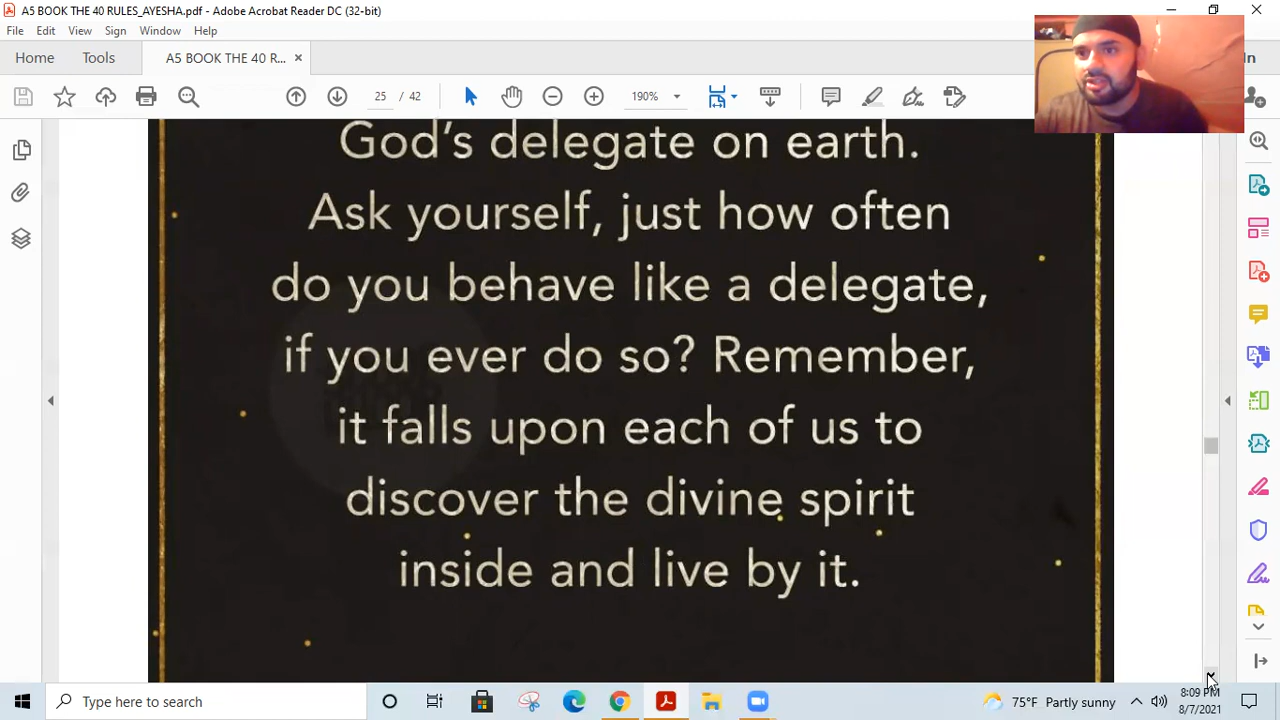 A5 BOOK THE 40 RULES_AYESHA.pdf - Adobe Acrobat Reader DC (32-bit)
File Edit View Sign Window Help
Home Tools A5 BOOK THE 40 R...
25 / 42 190%
God's delegate on earth.
Ask yourself, just how often
do you behave like a delegate,
if you ever do so? Remember,
it falls upon each of us to
discover the divine spirit
inside and live by it.
Type here to search
75°F Partly sunny
8:09 PM
8/7/2021